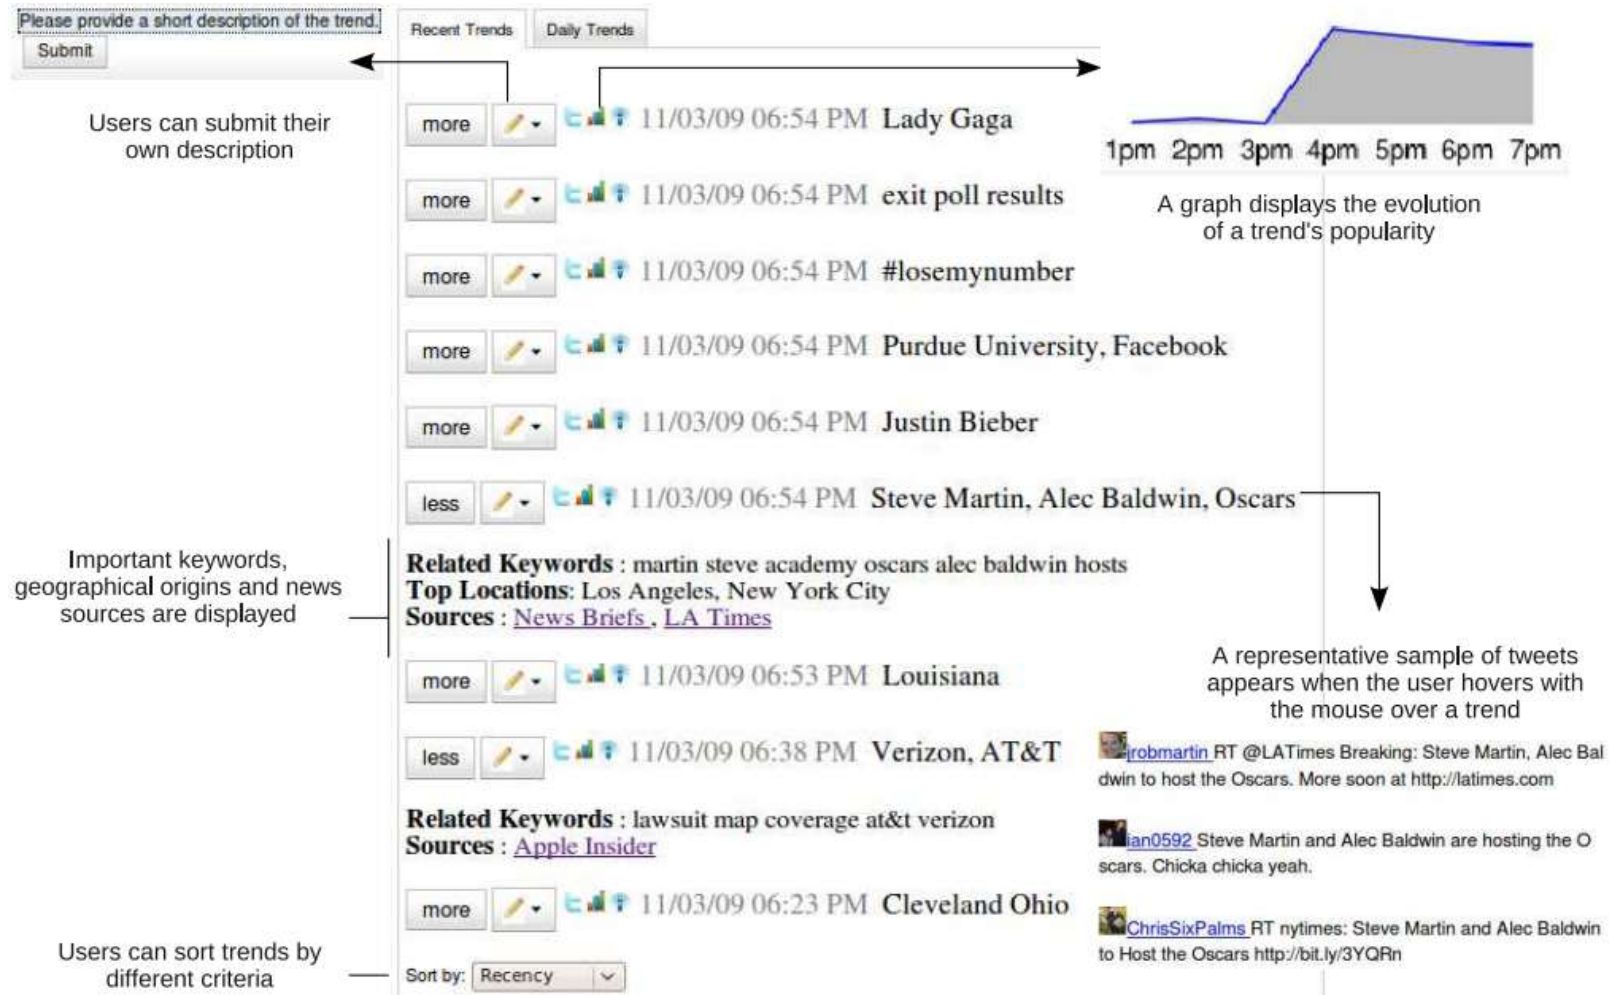 Please provide a short description of the trend.
Submit
Users can submit their
own description
Recent Trends
Daily Trends
1pm 2pm 3pm 4pm 5pm 6pm 7pm
A graph displays the evolution
of a trend's popularity
more 11/03/09 06:54 PM Lady Gaga
more 11/03/09 06:54 PM exit poll results
more 11/03/09 06:54 PM #losemynumber
more 11/03/09 06:54 PM Purdue University, Facebook
more 11/03/09 06:54 PM Justin Bieber
less 11/03/09 06:54 PM Steve Martin, Alec Baldwin, Oscars
Important keywords,
geographical origins and news
sources are displayed
Related Keywords : martin steve academy oscars alec baldwin hosts
Top Locations: Los Angeles, New York City
Sources : News Briefs , LA Times
more 11/03/09 06:53 PM Louisiana
less 11/03/09 06:38 PM Verizon, AT&T
Related Keywords : lawsuit map coverage at&t verizon
Sources : Apple Insider
more 11/03/09 06:23 PM Cleveland Ohio
Users can sort trends by
different criteria
Sort by: Recency
A representative sample of tweets
appears when the user hovers with
the mouse over a trend
jrobmartin RT @LATimes Breaking: Steve Martin, Alec Bal
dwin to host the Oscars. More soon at http://latimes.com
ian0592 Steve Martin and Alec Baldwin are hosting the O
scars. Chicka chicka yeah.
ChrisSixPalms RT nytimes: Steve Martin and Alec Baldwin
to Host the Oscars http://bit.ly/3YQRn